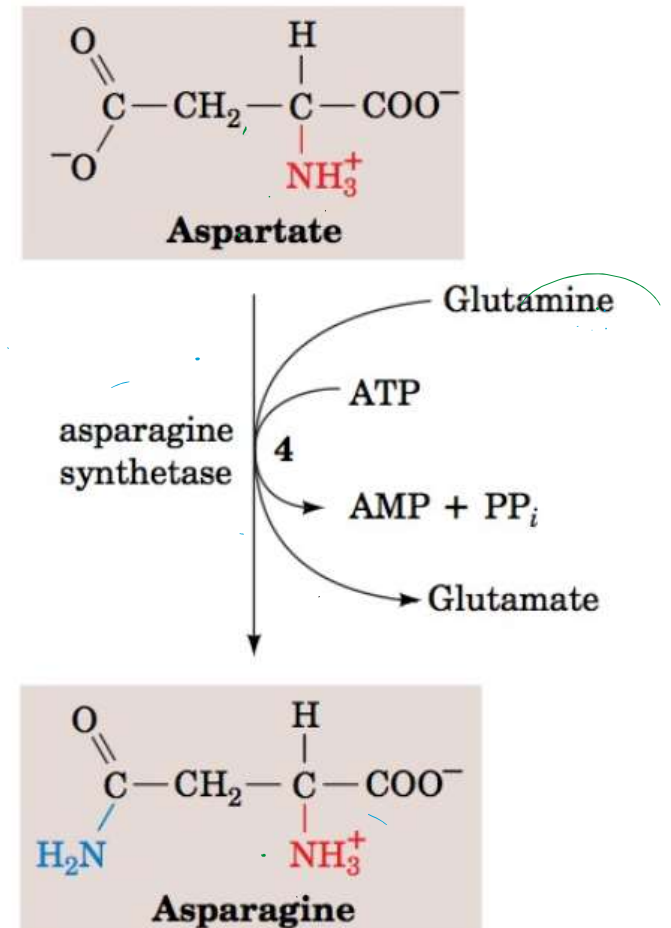 O
H
C—CH₂—C—COO⁻
⁻O
NH₃⁺
Aspartate
Glutamine
ATP
asparagine
synthetase
4
AMP + PPᵢ
Glutamate
O
H
C—CH₂—C—COO⁻
H₂N
NH₃⁺
Asparagine